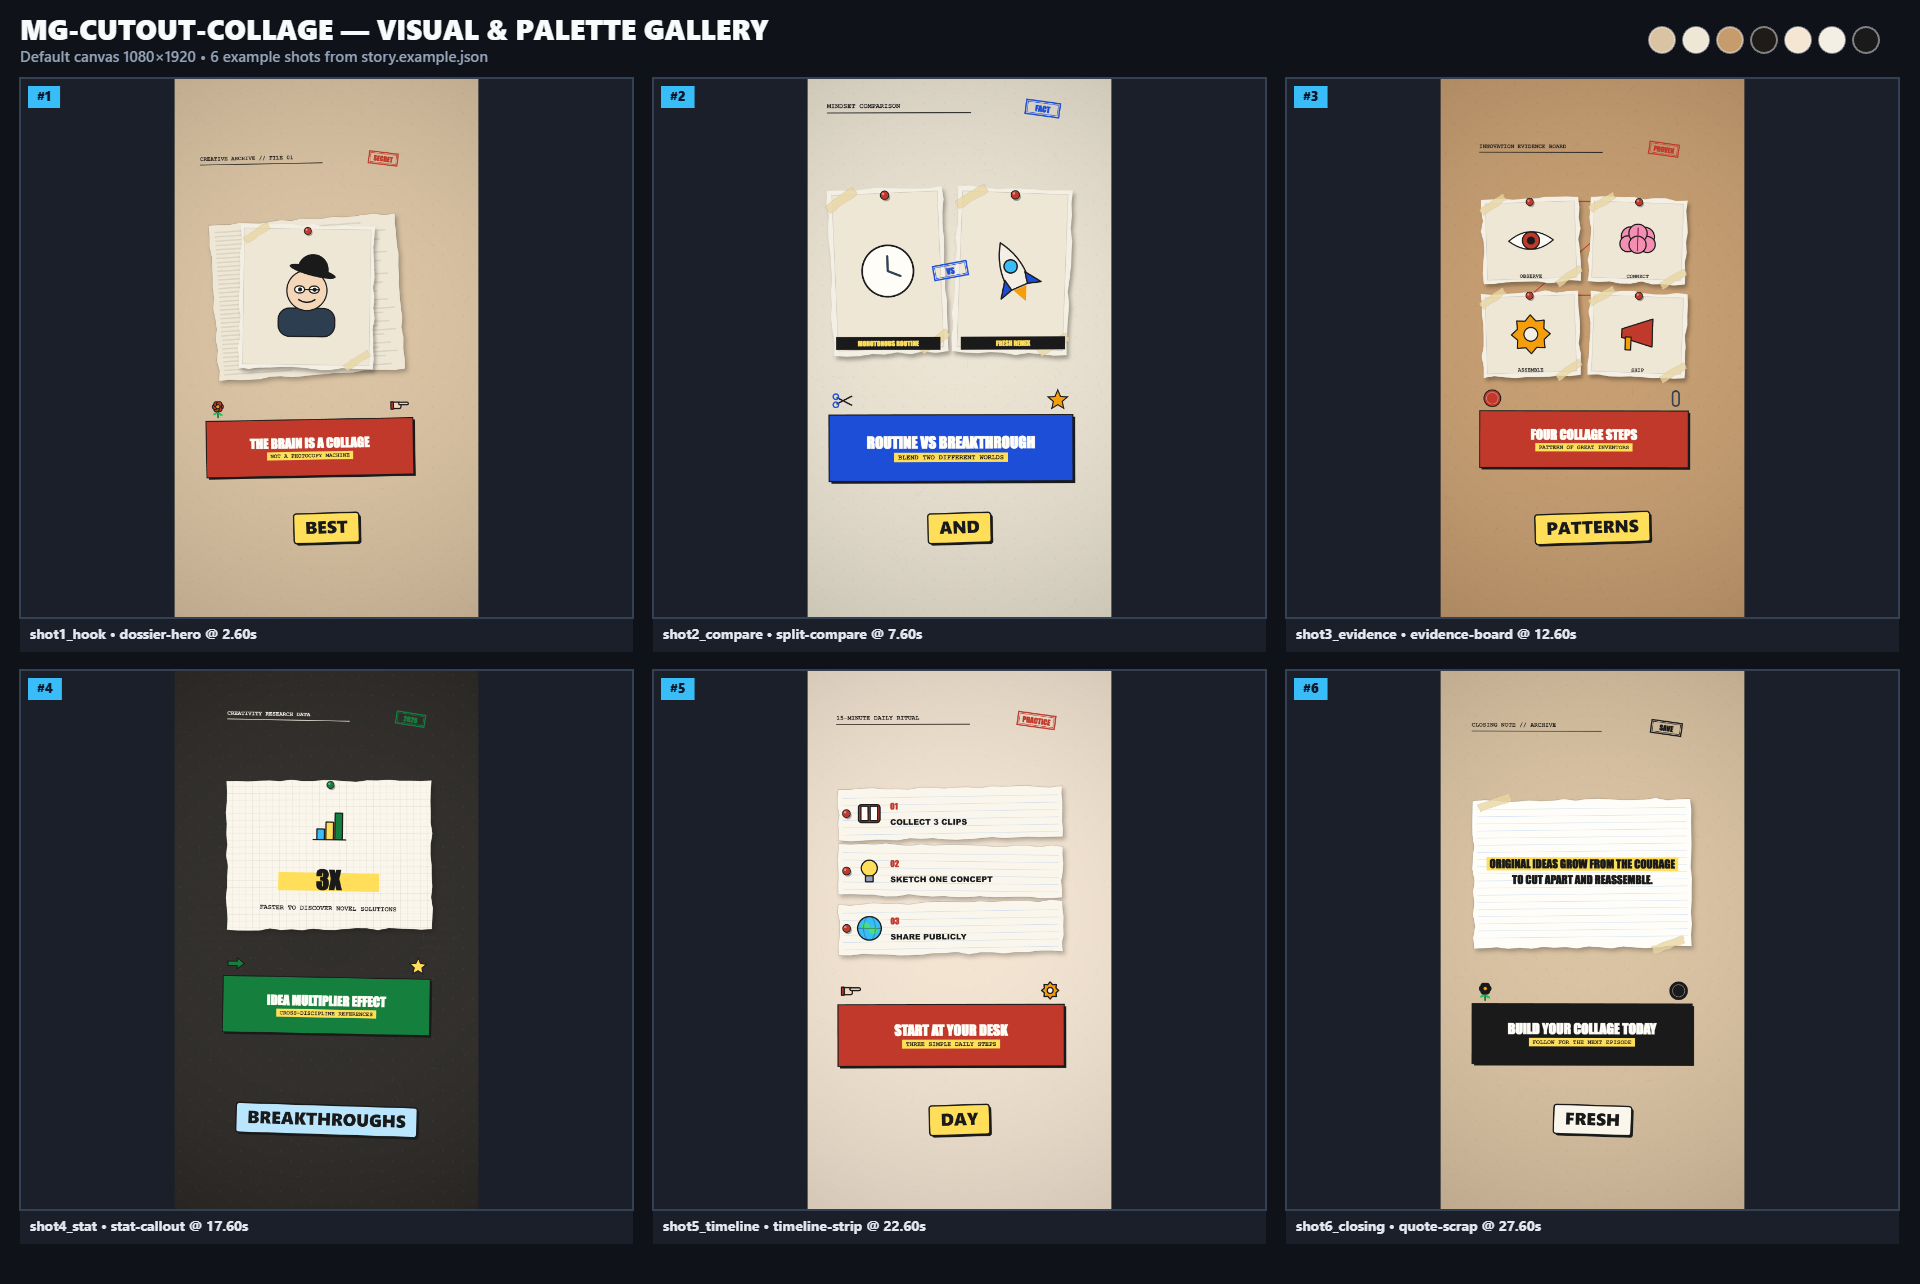 MG-CUTOUT-COLLAGE — VISUAL & PALETTE GALLERY
Default canvas 1080×1920 • 6 example shots from story.example.json
#1
CREATIVE ARCHIVE // FILE 01
SECRET
THE BRAIN IS A COLLAGE
NOT A PHOTOCOPY MACHINE
BEST
shot1_hook • dossier-hero @ 2.60s
#2
MINDSET COMPARISON
FACT
VS
MONOTONOUS ROUTINE
FRESH REMIX
ROUTINE VS BREAKTHROUGH
BLEND TWO DIFFERENT WORLDS
AND
shot2_compare • split-compare @ 7.60s
#3
INNOVATION EVIDENCE BOARD
PROVEN
OBSERVE
CONNECT
ASSEMBLE
SHIP
FOUR COLLAGE STEPS
PATTERN OF GREAT INVENTORS
PATTERNS
shot3_evidence • evidence-board @ 12.60s
#4
CREATIVITY RESEARCH DATA
2026
3X
FASTER TO DISCOVER NOVEL SOLUTIONS
IDEA MULTIPLIER EFFECT
CROSS-DISCIPLINE REFERENCES
BREAKTHROUGHS
shot4_stat • stat-callout @ 17.60s
#5
15-MINUTE DAILY RITUAL
PRACTICE
01
COLLECT 3 CLIPS
02
SKETCH ONE CONCEPT
03
SHARE PUBLICLY
START AT YOUR DESK
THREE SIMPLE DAILY STEPS
DAY
shot5_timeline • timeline-strip @ 22.60s
#6
CLOSING NOTE // ARCHIVE
SAVE
ORIGINAL IDEAS GROW FROM THE COURAGE
TO CUT APART AND REASSEMBLE.
BUILD YOUR COLLAGE TODAY
FOLLOW FOR THE NEXT EPISODE
FRESH
shot6_closing • quote-scrap @ 27.60s